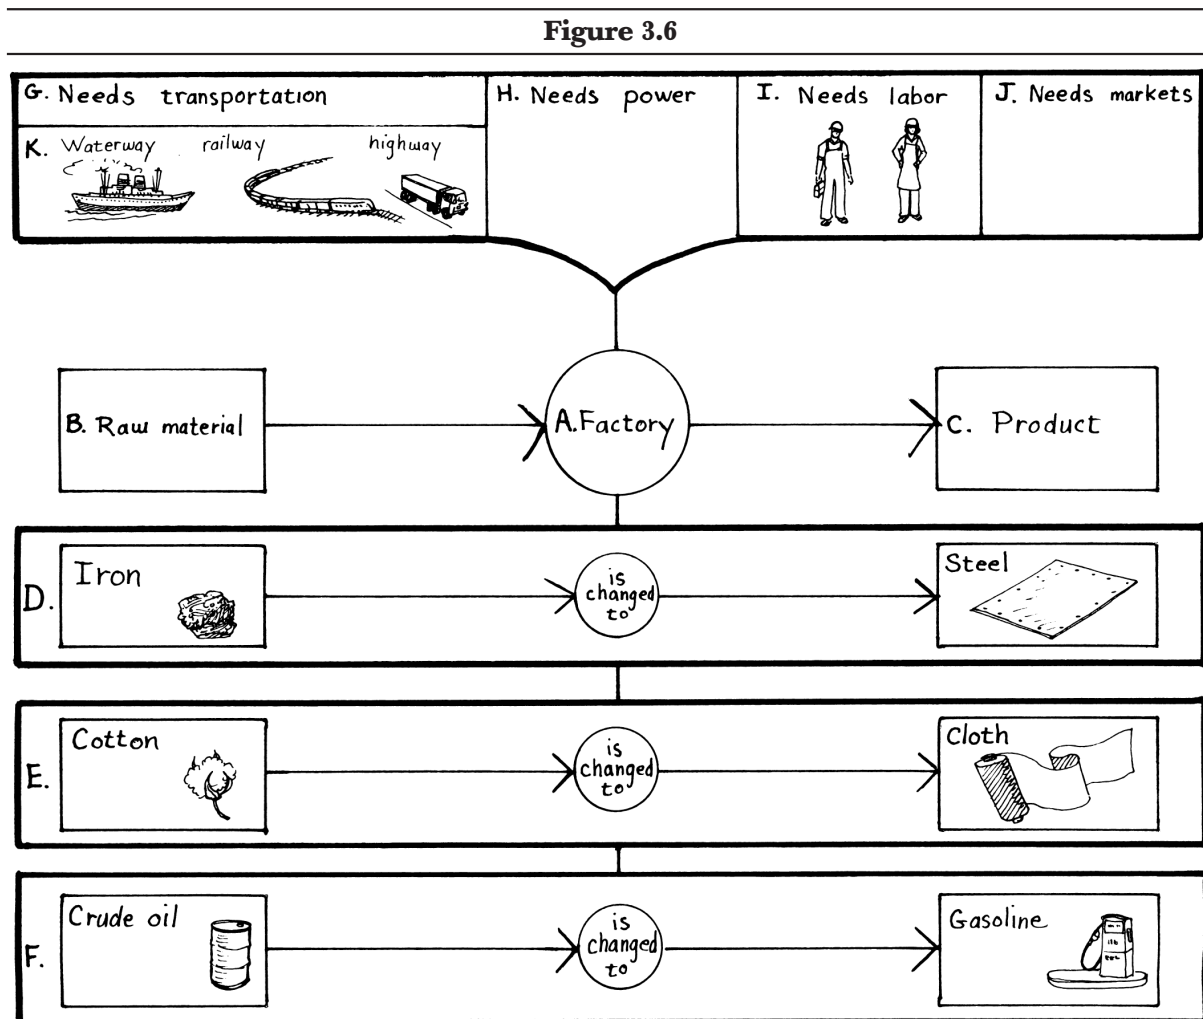 Figure 3.6
G. Needs transportation
H. Needs power
I. Needs labor
J. Needs markets
K. Waterway railway highway
B. Raw material
A. Factory
C. Product
D.
Iron
is
changed
to
Steel
E.
Cotton
is
changed
to
Cloth
F.
Crude oil
is
changed
to
Gasoline